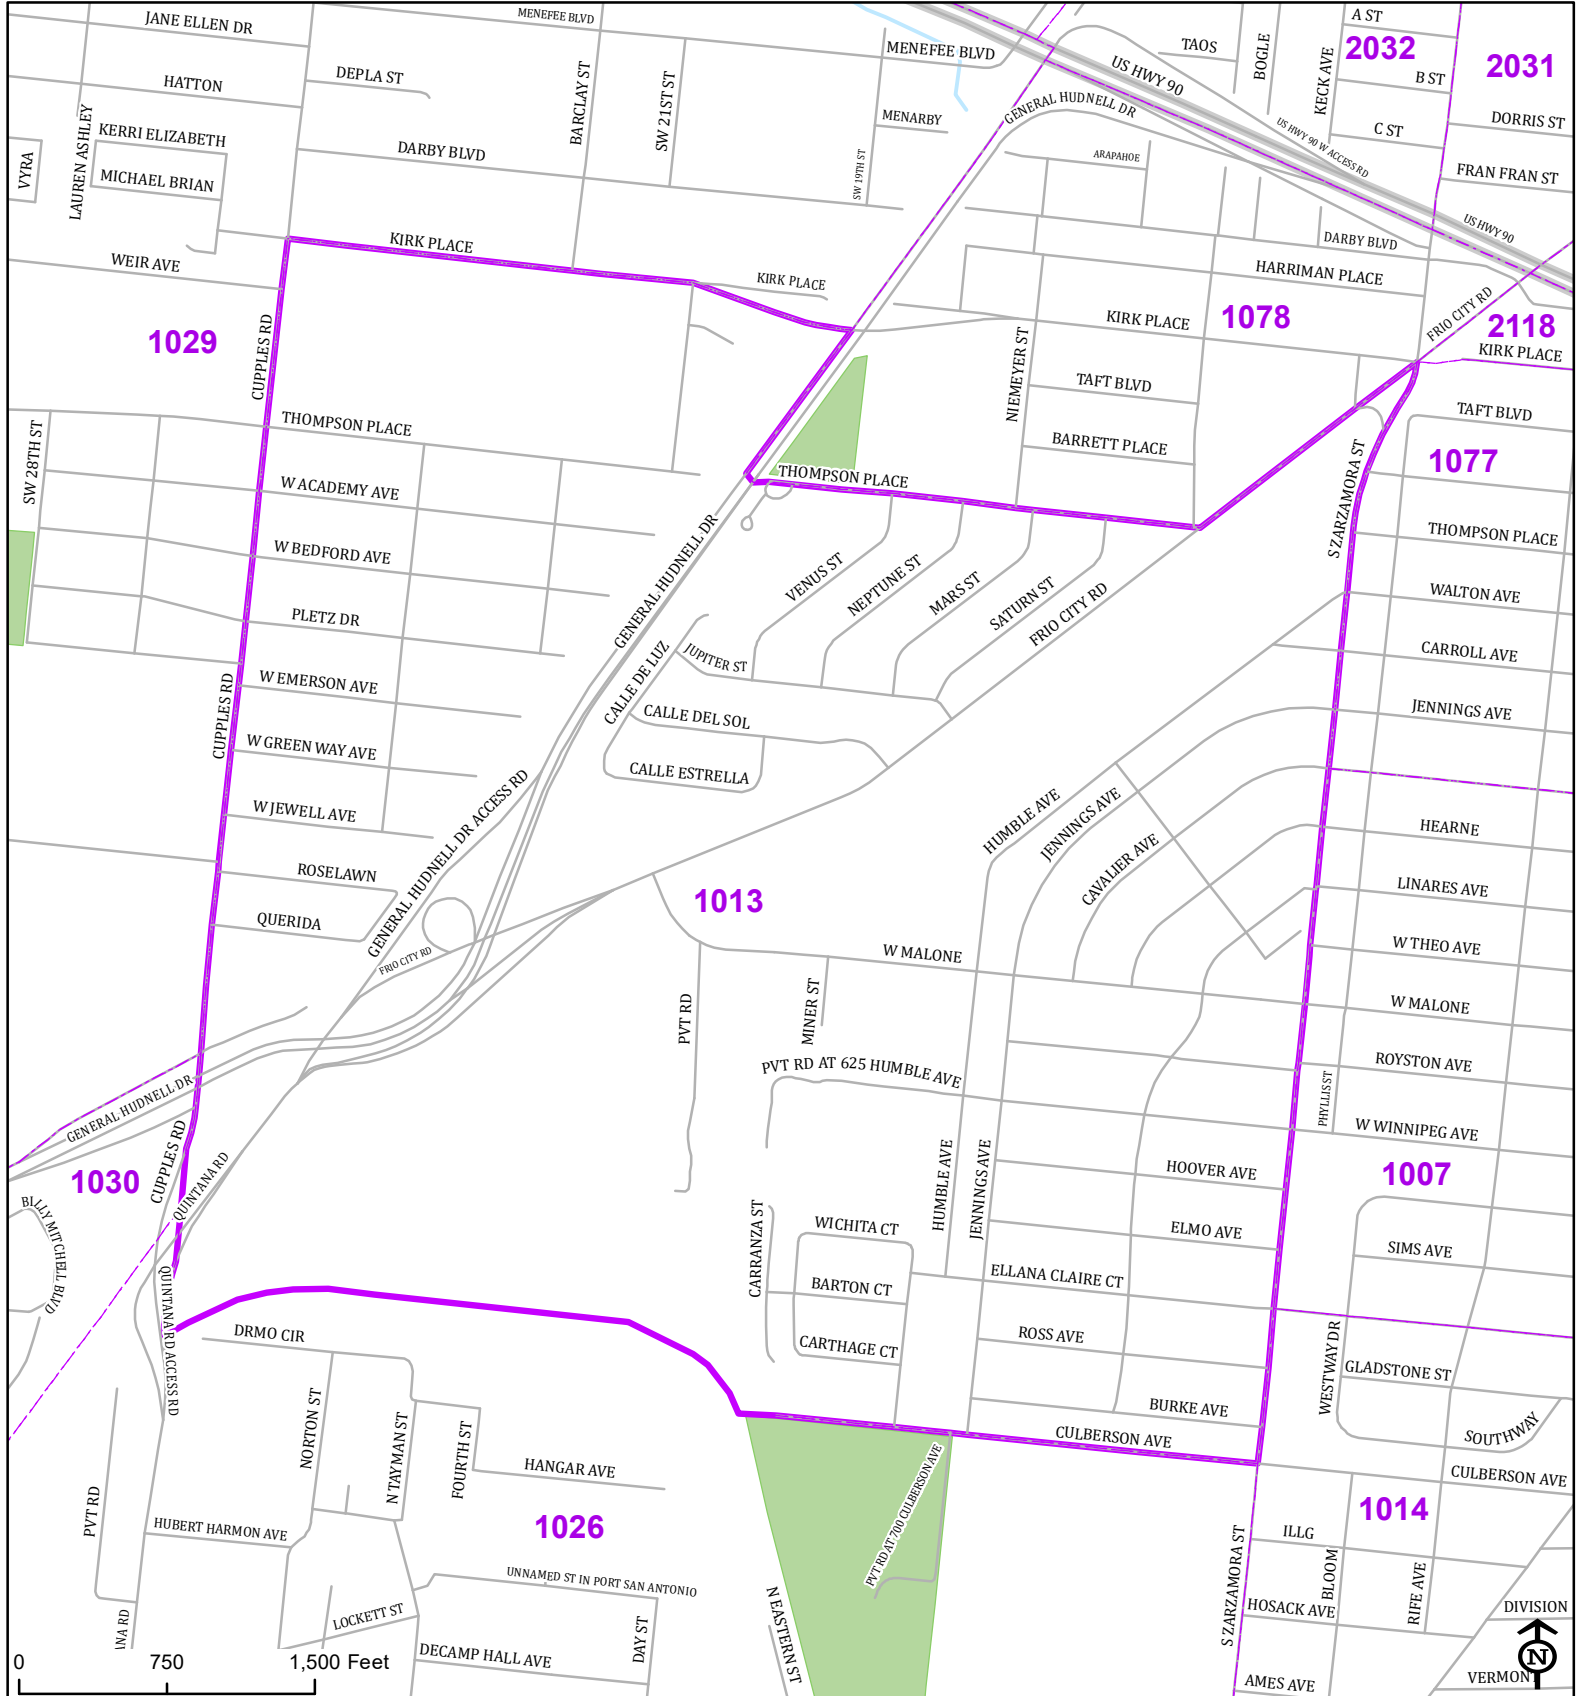 JANE ELLEN DR
MENEFEE BLVD
A ST
2032
TAOS
BOGLE
KECK AVE
2031
MENEFEE BLVD
US HWY 90
B ST
HATTON
DEPLA ST
BARCLAY ST
SW 21ST ST
GENERAL HUDNELL DR
MENARBY
DORRIS ST
C ST
US HWY 90 W ACCESS RD
LAUREN ASHLEY
KERRI ELIZABETH
DARBY BLVD
ARAPAHOE
VYRA
MICHAEL BRIAN
SW 19TH ST
FRAN FRAN ST
US HWY 90
KIRK PLACE
DARBY BLVD
WEIR AVE
KIRK PLACE
HARRIMAN PLACE
FRIO CITY RD
1029
CUPPLES RD
KIRK PLACE
1078
2118
KIRK PLACE
NIEMEYER ST
TAFT BLVD
TAFT BLVD
THOMPSON PLACE
SW 28TH ST
BARRETT PLACE
1077
THOMPSON PLACE
W ACADEMY AVE
S ZARZAMORA ST
THOMPSON PLACE
W BEDFORD AVE
GENERAL HUDNELL DR
VENUS ST
NEPTUNE ST
MARS ST
SATURN ST
FRIO CITY RD
WALTON AVE
PLETZ DR
CARROLL AVE
JUPITER ST
CALLE DE LUZ
W EMERSON AVE
CUPPLES RD
CALLE DEL SOL
JENNINGS AVE
W GREEN WAY AVE
CALLE ESTRELLA
W JEWELL AVE
GENERAL HUDNELL DR ACCESS RD
HUMBLE AVE
JENNINGS AVE
CAVALIER AVE
HEARNE
ROSELAWN
LINARES AVE
1013
QUERIDA
FRIO CITY RD
W MALONE
W THEO AVE
PVT RD
MINER ST
W MALONE
PVT RD AT 625 HUMBLE AVE
ROYSTON AVE
PHYLLIS ST
GENERAL HUDNELL DR
W WINNIPEG AVE
1030
CUPPLES RD
QUINTANA RD
HUMBLE AVE
JENNINGS AVE
HOOVER AVE
1007
BILLY MITCHELL BLVD
CARRANZA ST
WICHITA CT
ELMO AVE
SIMS AVE
BARTON CT
ELLANA CLAIRE CT
QUINTANA RD ACCESS RD
DRMO CIR
CARTHAGE CT
ROSS AVE
WESTWAY DR
GLADSTONE ST
NORTON ST
N TAYMAN ST
FOURTH ST
BURKE AVE
SOUTHWAY
CULBERSON AVE
HANGAR AVE
CULBERSON AVE
PVT RD
PVT RD AT 700 CULBERSON AVE
1014
HUBERT HARMON AVE
1026
S ZARZAMORA ST
ILLG
BLOOM
RIFE AVE
UNNAMED ST IN PORT SAN ANTONIO
N EASTERN ST
HOSACK AVE
DIVISION
LOCKETT ST
DAY ST
NA RD
DECAMP HALL AVE
N
0 750 1,500 Feet
AMES AVE
VERMONT